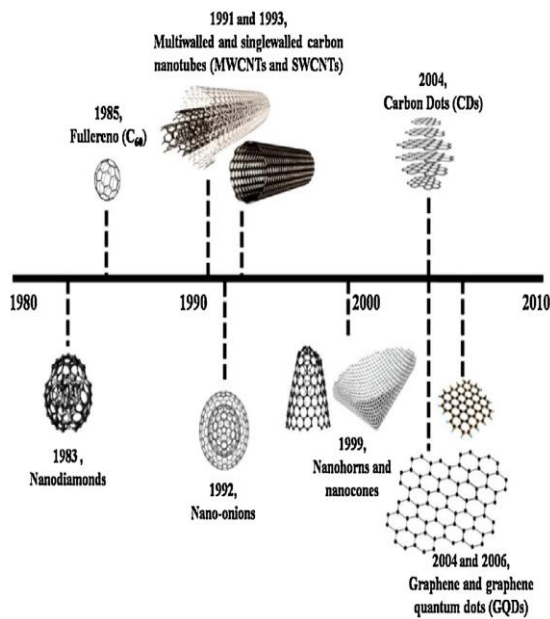 1991 and 1993,
Multiwalled and singlewalled carbon
nanotubes (MWCNTs and SWCNTs)
1985,
Fullereno (C₆₀)
2004,
Carbon Dots (CDs)
1980
1990
2000
2010
1983,
Nanodiamonds
1992,
Nano-onions
1999,
Nanohorns and
nanocones
2004 and 2006,
Graphene and graphene
quantum dots (GQDs)